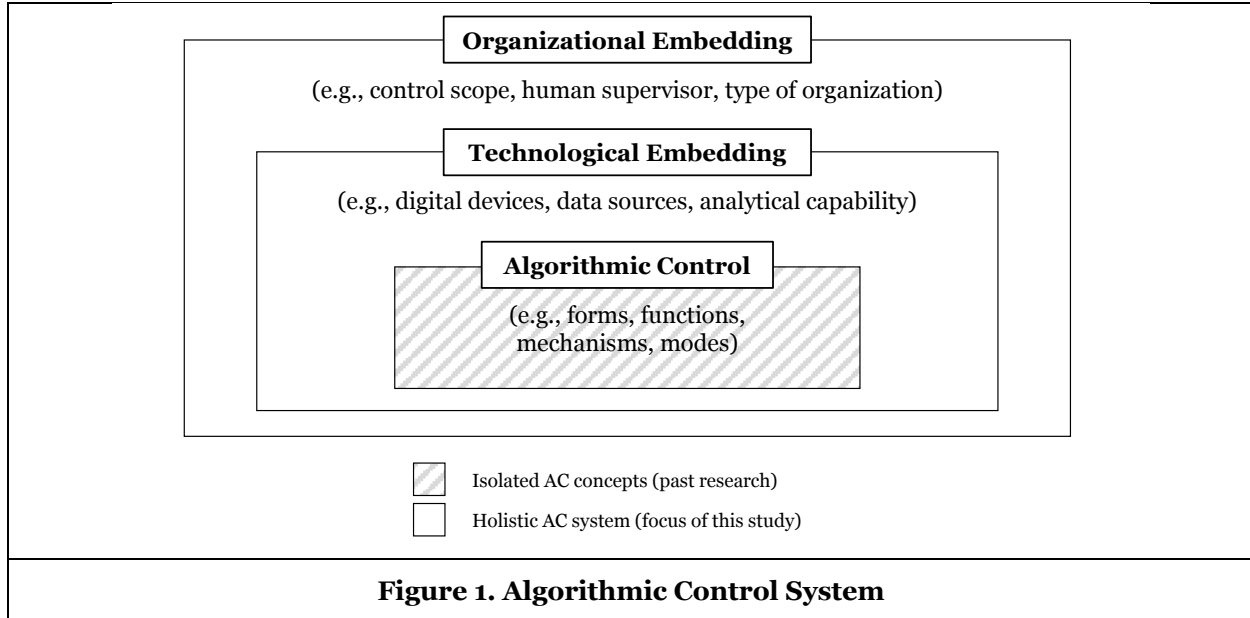 Organizational Embedding
(e.g., control scope, human supervisor, type of organization)
Technological Embedding
(e.g., digital devices, data sources, analytical capability)
Algorithmic Control
(e.g., forms, functions,
mechanisms, modes)
Isolated AC concepts (past research)
Holistic AC system (focus of this study)
Figure 1. Algorithmic Control System